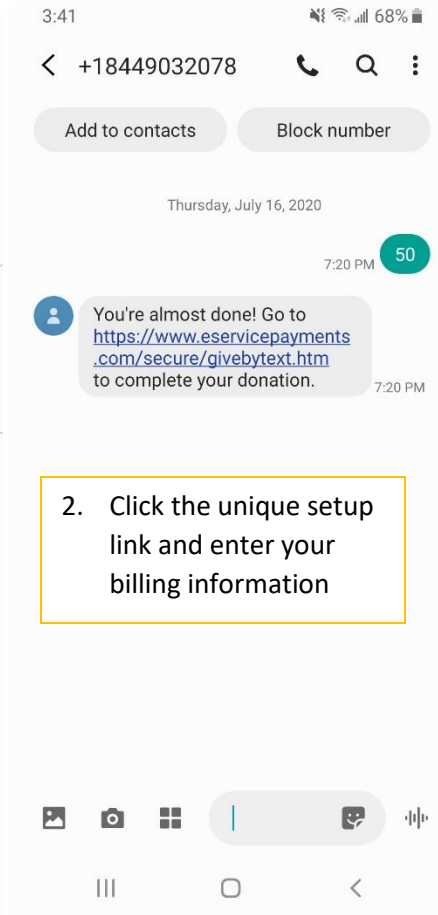 3:41 68%
+18449032078
Add to contacts Block number
Thursday, July 16, 2020
7:20 PM 50
You're almost done! Go to
https://www.eservicepayments
.com/secure/givebytext.htm
to complete your donation.
7:20 PM
2. Click the unique setup
link and enter your
billing information